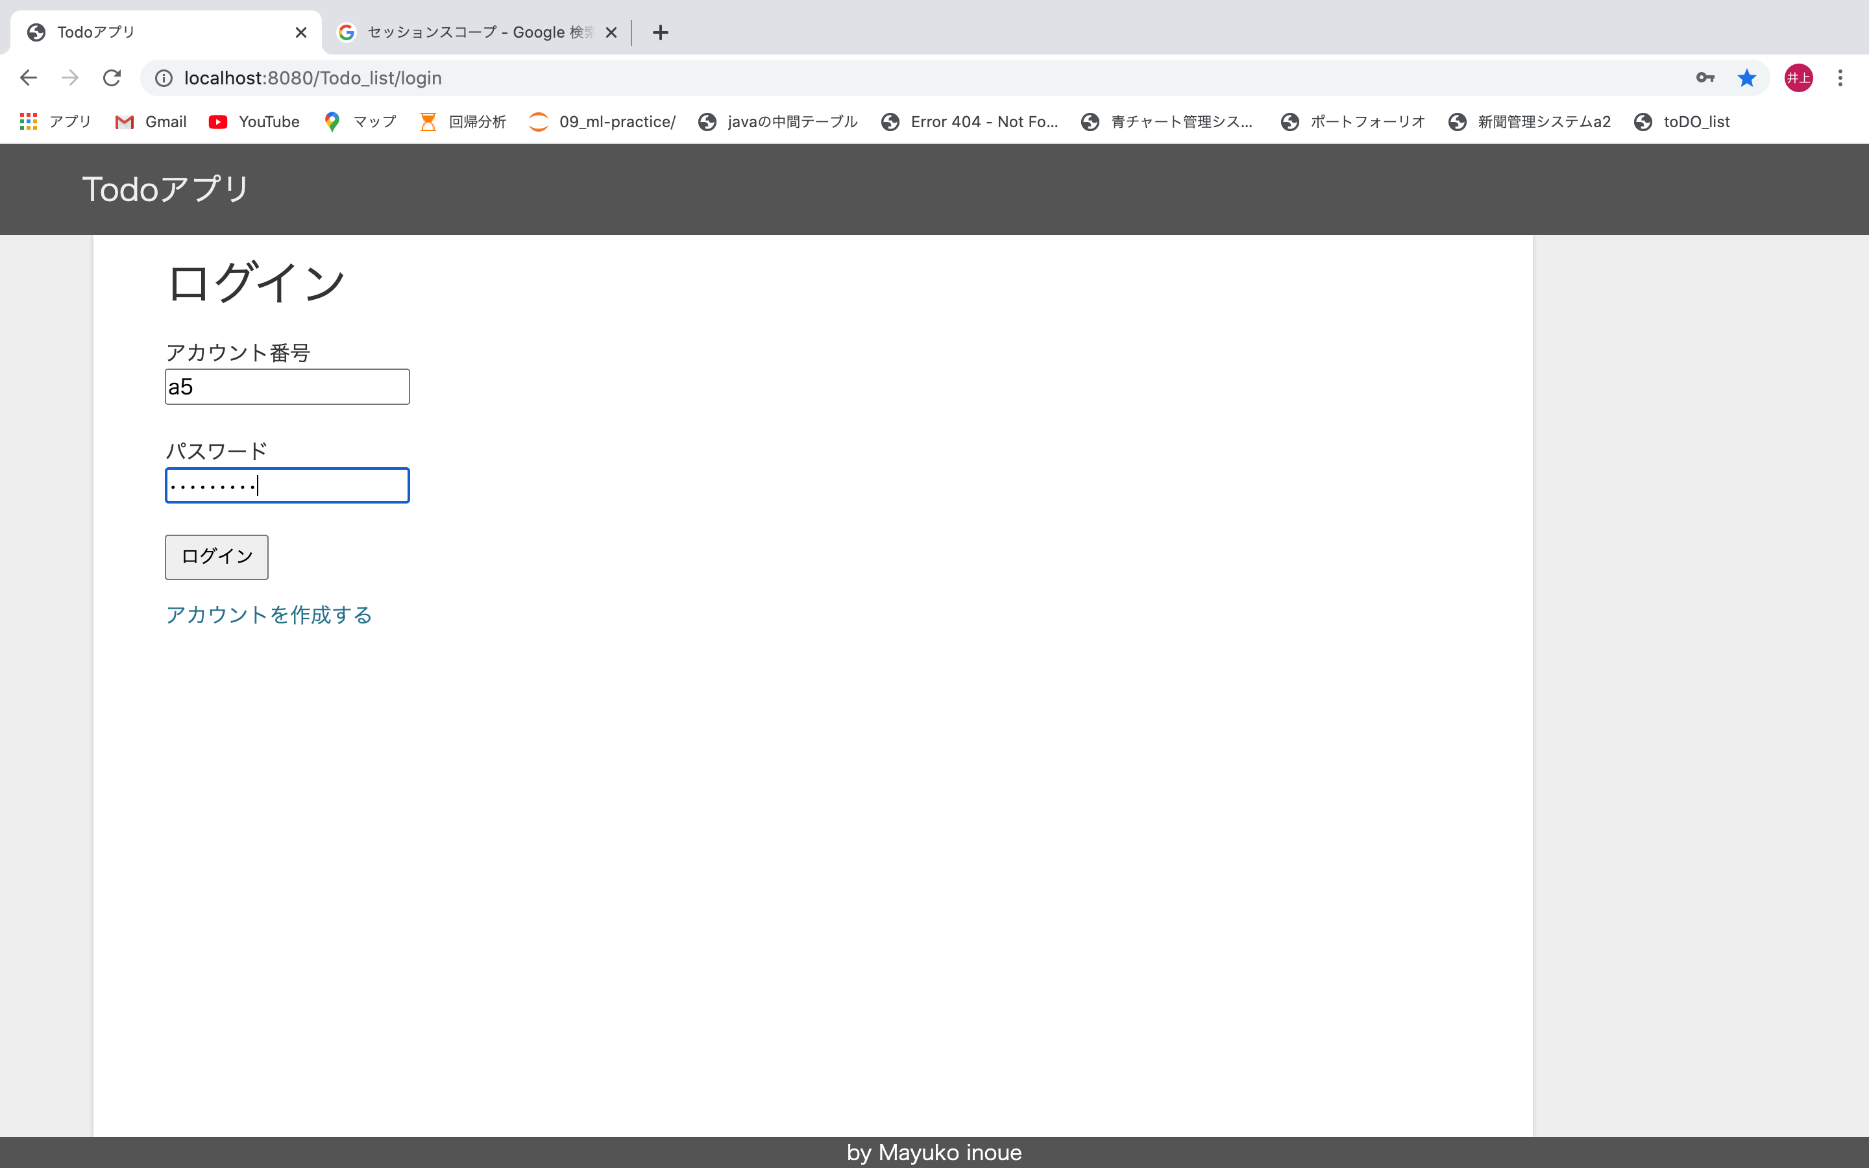 Todoアプリ
セッションスコープ - Google 検索
localhost:8080/Todo_list/login
井上
アプリ
Gmail
YouTube
マップ
回帰分析
09_ml-practice/
javaの中間テーブル
Error 404 - Not Fo...
青チャート管理シス...
ポートフォーリオ
新聞管理システムa2
toDO_list
Todoアプリ
ログイン
アカウント番号
a5
パスワード
•••••••••
ログイン
アカウントを作成する
by Mayuko inoue